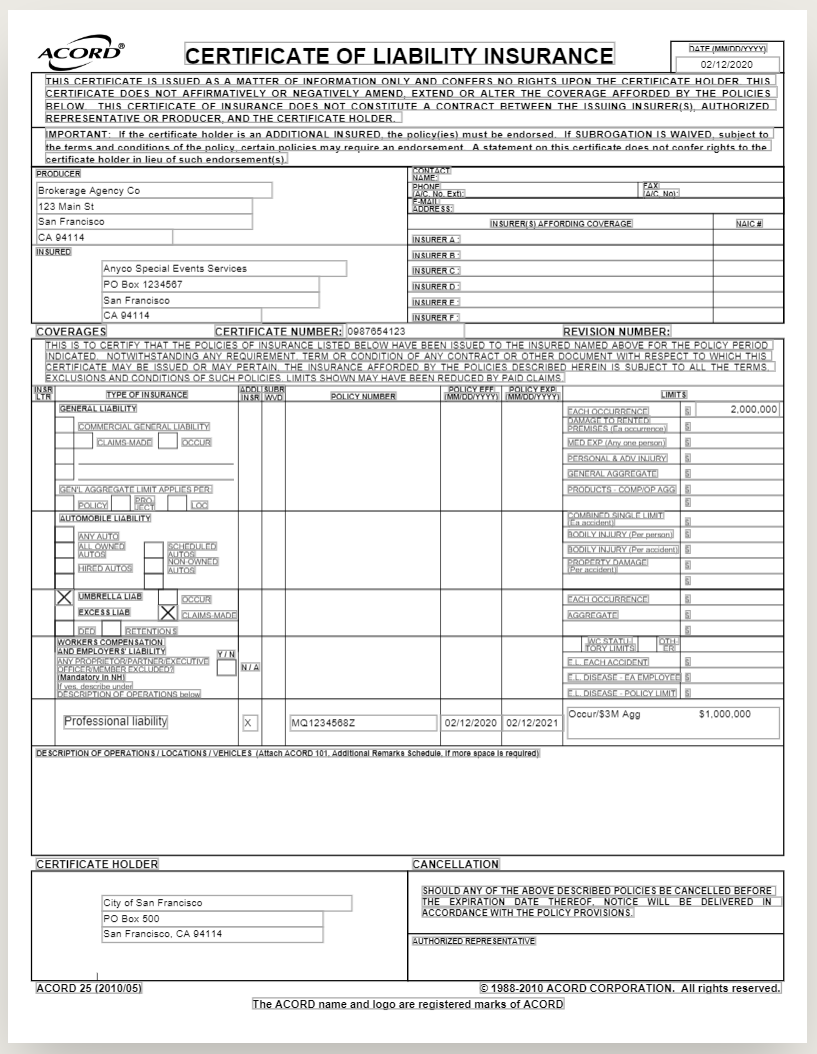 ACORD®
CERTIFICATE OF LIABILITY INSURANCE
DATE (MM/DD/YYYY)
02/12/2020
THIS CERTIFICATE IS ISSUED AS A MATTER OF INFORMATION ONLY AND CONFERS NO RIGHTS UPON THE CERTIFICATE HOLDER. THIS
CERTIFICATE DOES NOT AFFIRMATIVELY OR NEGATIVELY AMEND, EXTEND OR ALTER THE COVERAGE AFFORDED BY THE POLICIES
BELOW. THIS CERTIFICATE OF INSURANCE DOES NOT CONSTITUTE A CONTRACT BETWEEN THE ISSUING INSURER(S), AUTHORIZED
REPRESENTATIVE OR PRODUCER, AND THE CERTIFICATE HOLDER.
IMPORTANT: If the certificate holder is an ADDITIONAL INSURED, the policy(ies) must be endorsed. If SUBROGATION IS WAIVED, subject to
the terms and conditions of the policy, certain policies may require an endorsement. A statement on this certificate does not confer rights to the
certificate holder in lieu of such endorsement(s).
PRODUCER
Brokerage Agency Co
123 Main St
San Francisco
CA 94114
CONTACT
NAME:
PHONE
(A/C, No, Ext):
FAX
(A/C, No):
E-MAIL
ADDRESS:
INSURER(S) AFFORDING COVERAGE
NAIC #
INSURER A :
INSURED
Anyco Special Events Services
PO Box 1234567
San Francisco
CA 94114
INSURER B :
INSURER C :
INSURER D :
INSURER E :
INSURER F :
COVERAGES
CERTIFICATE NUMBER: 0987654123
REVISION NUMBER:
THIS IS TO CERTIFY THAT THE POLICIES OF INSURANCE LISTED BELOW HAVE BEEN ISSUED TO THE INSURED NAMED ABOVE FOR THE POLICY PERIOD
INDICATED. NOTWITHSTANDING ANY REQUIREMENT, TERM OR CONDITION OF ANY CONTRACT OR OTHER DOCUMENT WITH RESPECT TO WHICH THIS
CERTIFICATE MAY BE ISSUED OR MAY PERTAIN, THE INSURANCE AFFORDED BY THE POLICIES DESCRIBED HEREIN IS SUBJECT TO ALL THE TERMS,
EXCLUSIONS AND CONDITIONS OF SUCH POLICIES. LIMITS SHOWN MAY HAVE BEEN REDUCED BY PAID CLAIMS.
INSR
LTR
TYPE OF INSURANCE
ADDL
INSR
SUBR
WVD
POLICY NUMBER
POLICY EFF
(MM/DD/YYYY)
POLICY EXP
(MM/DD/YYYY)
LIMITS
GENERAL LIABILITY
COMMERCIAL GENERAL LIABILITY
CLAIMS-MADE
OCCUR
GEN'L AGGREGATE LIMIT APPLIES PER:
POLICY
PRO-
JECT
LOC
EACH OCCURRENCE $ 2,000,000
DAMAGE TO RENTED
PREMISES (Ea occurrence) $
MED EXP (Any one person) $
PERSONAL & ADV INJURY $
GENERAL AGGREGATE $
PRODUCTS - COMP/OP AGG $
$
AUTOMOBILE LIABILITY
ANY AUTO
ALL OWNED
AUTOS
SCHEDULED
AUTOS
HIRED AUTOS
NON-OWNED
AUTOS
COMBINED SINGLE LIMIT
(Ea accident) $
BODILY INJURY (Per person) $
BODILY INJURY (Per accident) $
PROPERTY DAMAGE
(Per accident) $
$
X UMBRELLA LIAB
OCCUR
EXCESS LIAB
X CLAIMS-MADE
DED
RETENTION $
EACH OCCURRENCE $
AGGREGATE $
$
WORKERS COMPENSATION
AND EMPLOYERS' LIABILITY
Y / N
ANY PROPRIETOR/PARTNER/EXECUTIVE
OFFICER/MEMBER EXCLUDED?
(Mandatory in NH)
If yes, describe under
DESCRIPTION OF OPERATIONS below
N / A
WC STATU-
TORY LIMITS
OTH-
ER
E.L. EACH ACCIDENT $
E.L. DISEASE - EA EMPLOYEE $
E.L. DISEASE - POLICY LIMIT $
Professional liability X MQ1234568Z 02/12/2020 02/12/2021 Occur/$3M Agg $1,000,000
DESCRIPTION OF OPERATIONS / LOCATIONS / VEHICLES (Attach ACORD 101, Additional Remarks Schedule, if more space is required)
CERTIFICATE HOLDER
City of San Francisco
PO Box 500
San Francisco, CA 94114
CANCELLATION
SHOULD ANY OF THE ABOVE DESCRIBED POLICIES BE CANCELLED BEFORE
THE EXPIRATION DATE THEREOF, NOTICE WILL BE DELIVERED IN
ACCORDANCE WITH THE POLICY PROVISIONS.
AUTHORIZED REPRESENTATIVE
ACORD 25 (2010/05)
© 1988-2010 ACORD CORPORATION. All rights reserved.
The ACORD name and logo are registered marks of ACORD